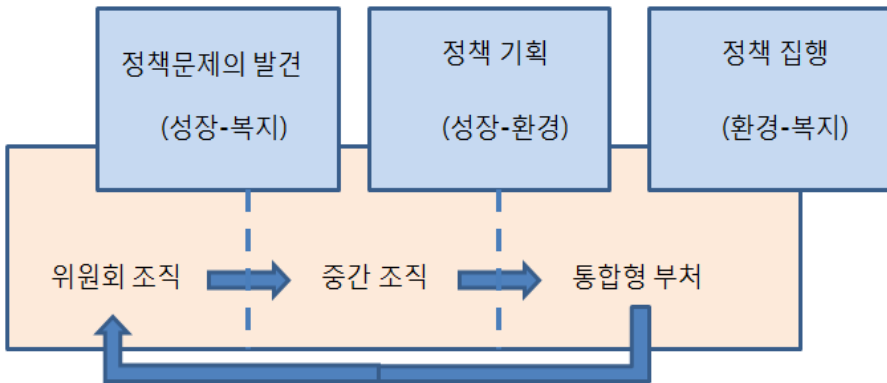 정책문제의 발견
(성장-복지)
정책 기획
(성장-환경)
정책 집행
(환경-복지)
위원회 조직
중간 조직
통합형 부처